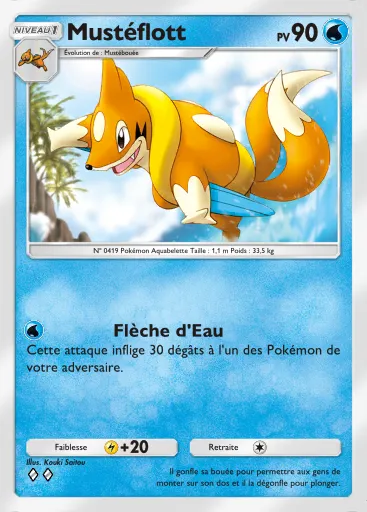 NIVEAU 1
Mustéflott
PV 90
Évolution de : Mustébouée
N° 0419 Pokémon Aquabelette Taille : 1,1 m Poids : 33,5 kg
Flèche d'Eau
Cette attaque inflige 30 dégâts à l'un des Pokémon de
votre adversaire.
Faiblesse +20 Retraite
Illus. Kouki Saitou
Il gonfle sa bouée pour permettre aux gens de
monter sur son dos et il la dégonfle pour plonger.